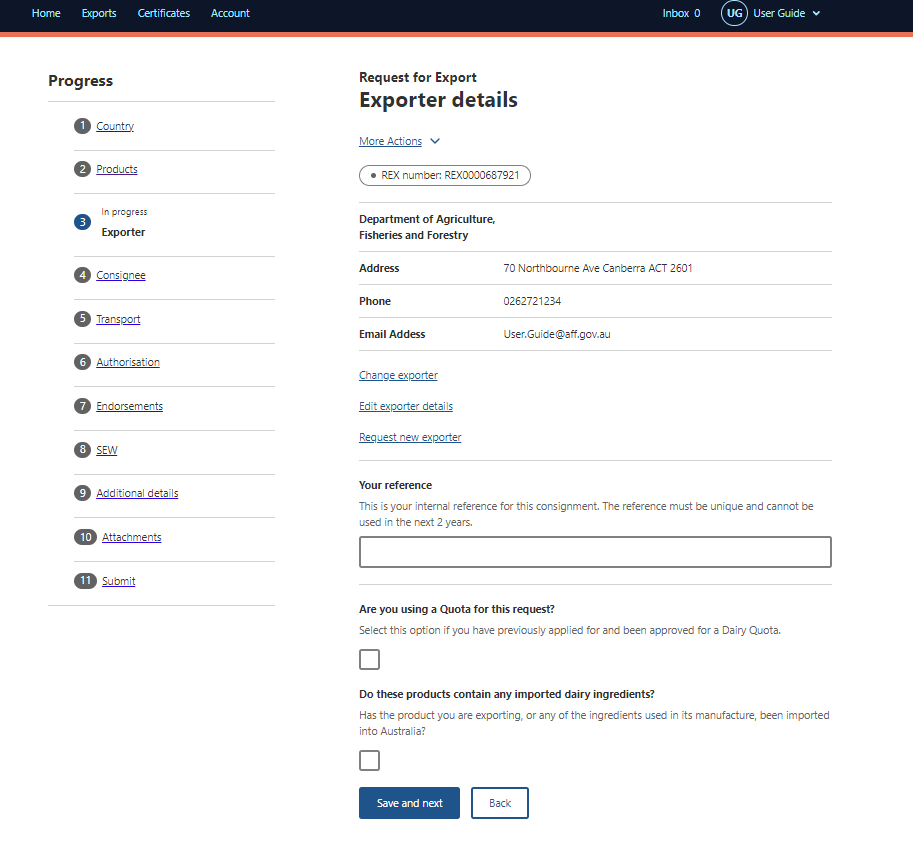 Home Exports Certificates Account Inbox 0 UG User Guide
Progress
1 Country
2 Products
In progress
3 Exporter
4 Consignee
5 Transport
6 Authorisation
7 Endorsements
8 SEW
9 Additional details
10 Attachments
11 Submit
Request for Export
Exporter details
More Actions
REX number: REX0000687921
Department of Agriculture,
Fisheries and Forestry
Address 70 Northbourne Ave Canberra ACT 2601
Phone 0262721234
Email Addess User.Guide@aff.gov.au
Change exporter
Edit exporter details
Request new exporter
Your reference
This is your internal reference for this consignment. The reference must be unique and cannot be
used in the next 2 years.
Are you using a Quota for this request?
Select this option if you have previously applied for and been approved for a Dairy Quota.
Do these products contain any imported dairy ingredients?
Has the product you are exporting, or any of the ingredients used in its manufacture, been imported
into Australia?
Save and next Back